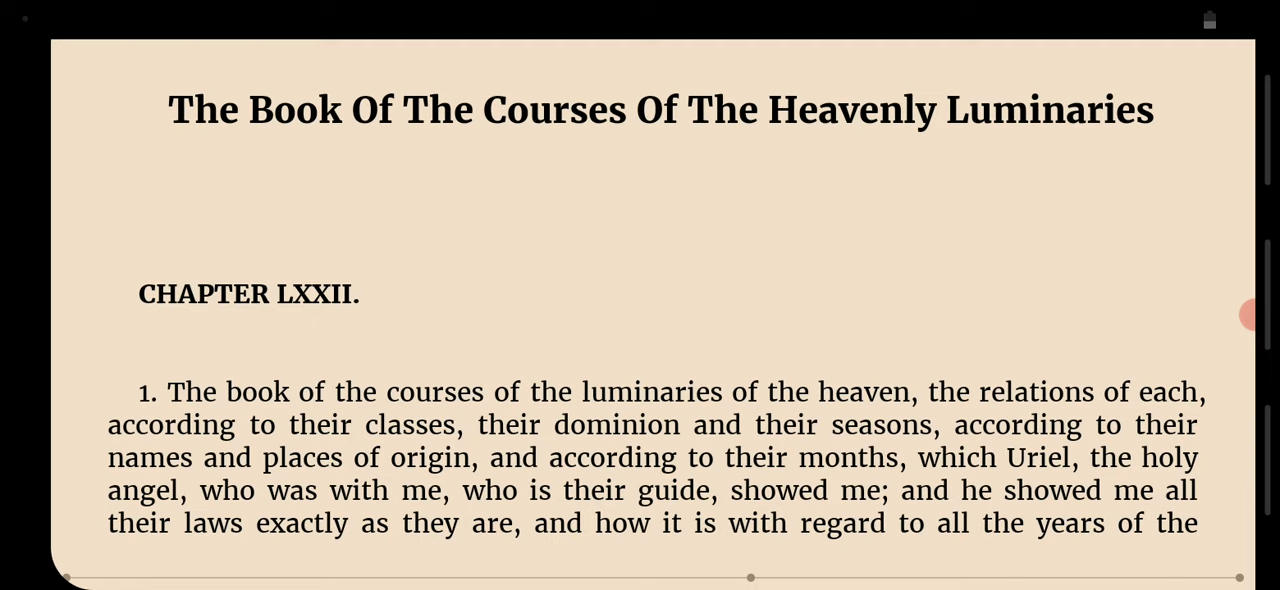 The Book Of The Courses Of The Heavenly Luminaries
CHAPTER LXXII.
1. The book of the courses of the luminaries of the heaven, the relations of each,
according to their classes, their dominion and their seasons, according to their
names and places of origin, and according to their months, which Uriel, the holy
angel, who was with me, who is their guide, showed me; and he showed me all
their laws exactly as they are, and how it is with regard to all the years of the